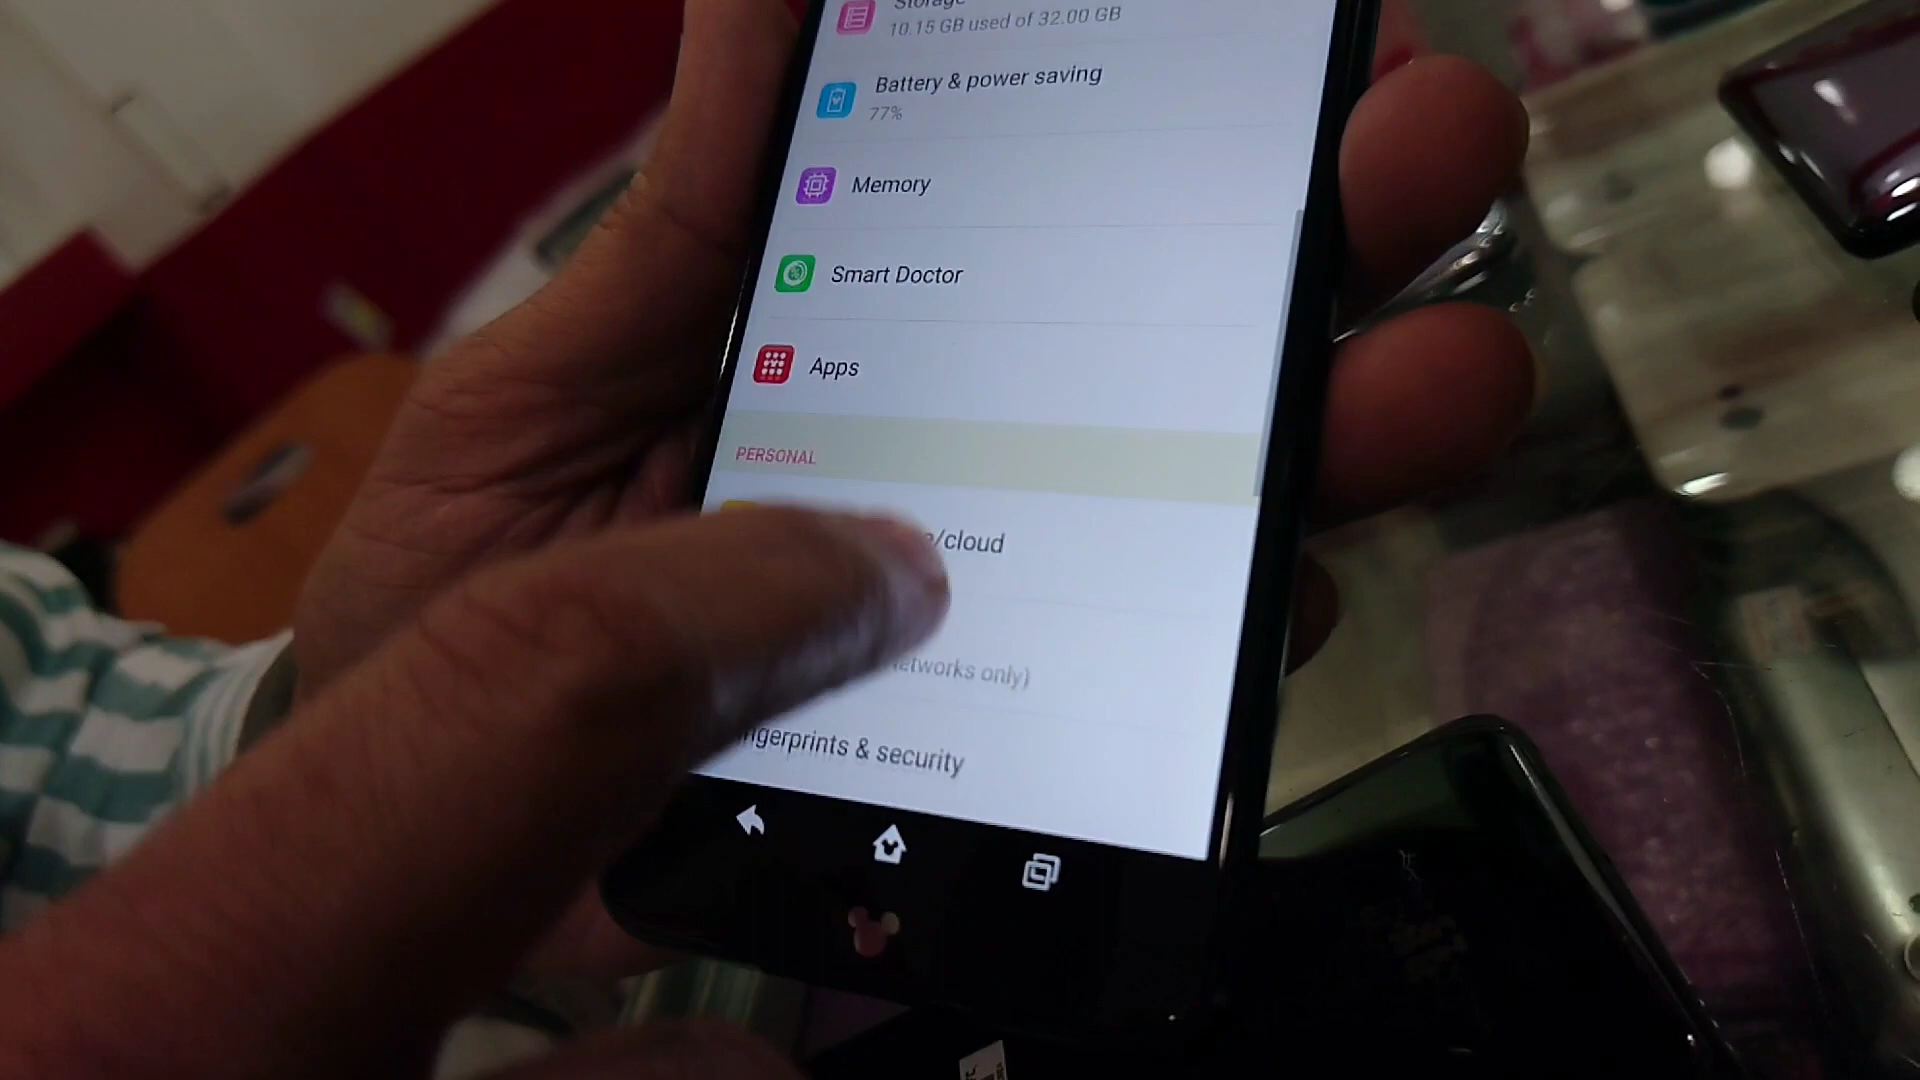 Storage
10.15 GB used of 32.00 GB
Battery & power saving
77%
Memory
Smart Doctor
Apps
PERSONAL
/cloud
etworks only)
ngerprints & security